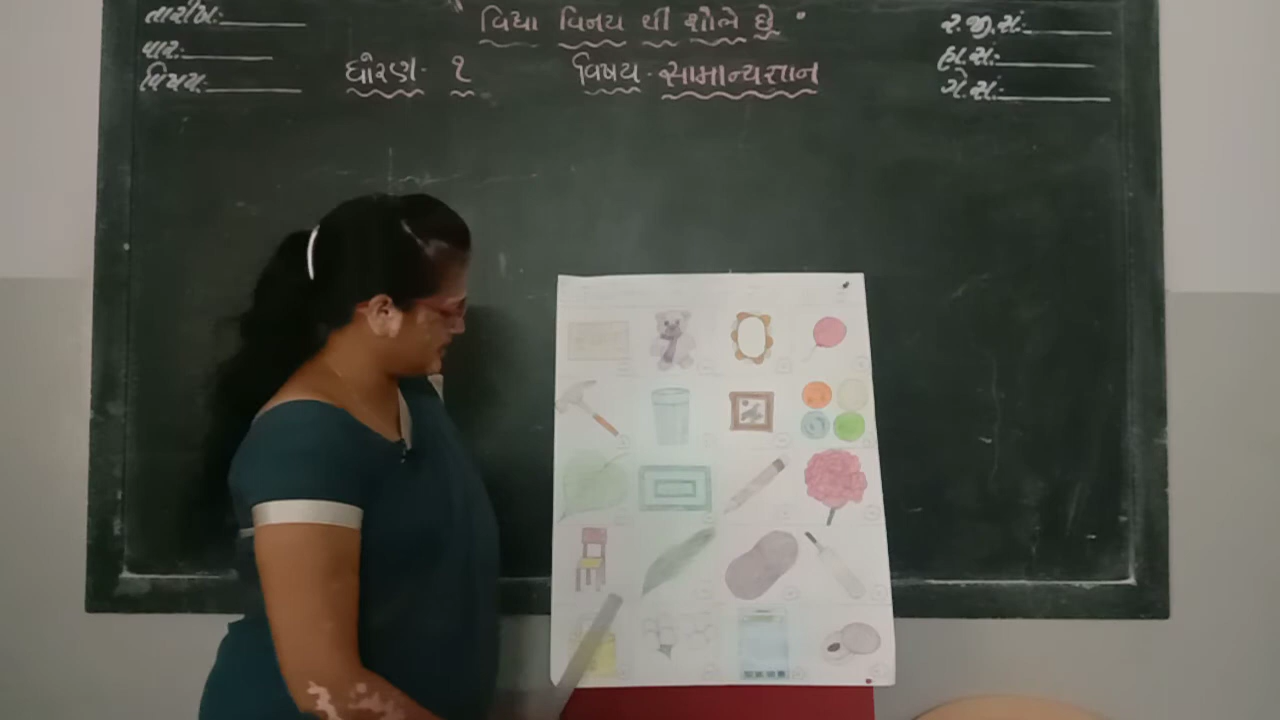 " વિદ્યા વિનય થી શોભે છે "
તારીખ:
વાર:
વિષય:
ધોરણ- ૧
વિષય- સામાન્યજ્ઞાન
ર.જી.સં:
હા.સં:
ગે.સં: